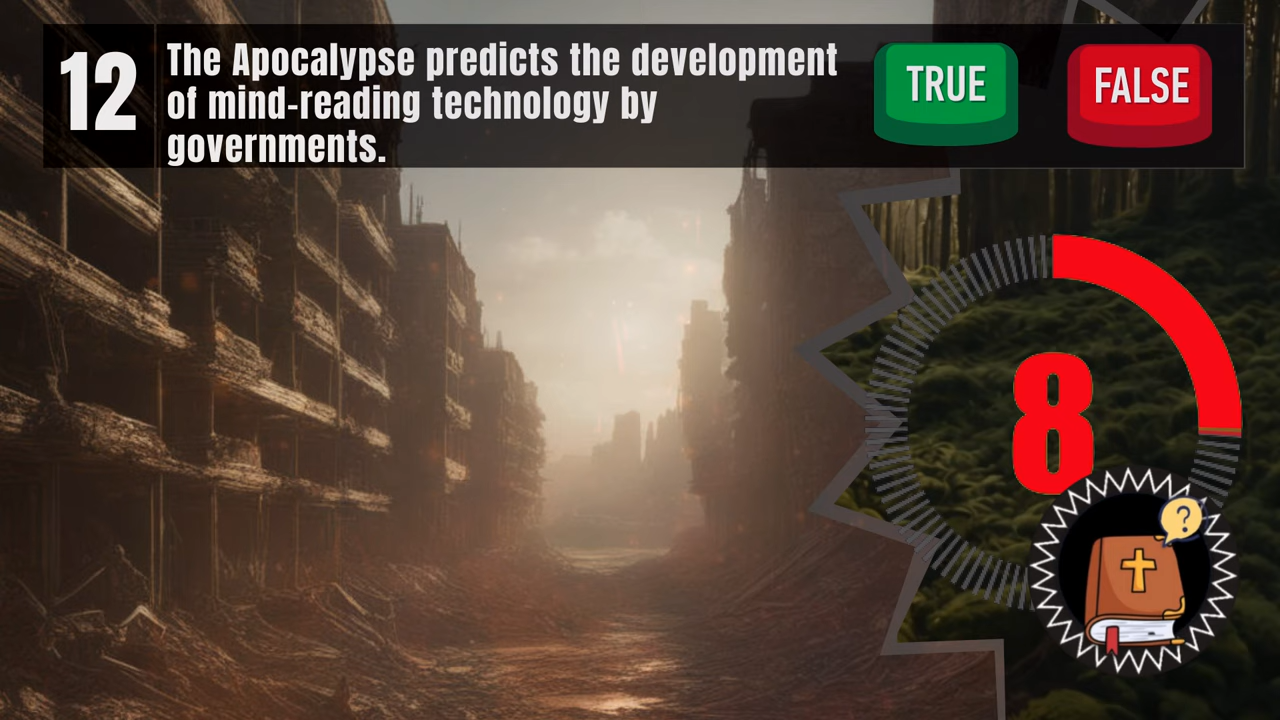 12
The Apocalypse predicts the development
of mind-reading technology by
governments.
TRUE
FALSE
8
?